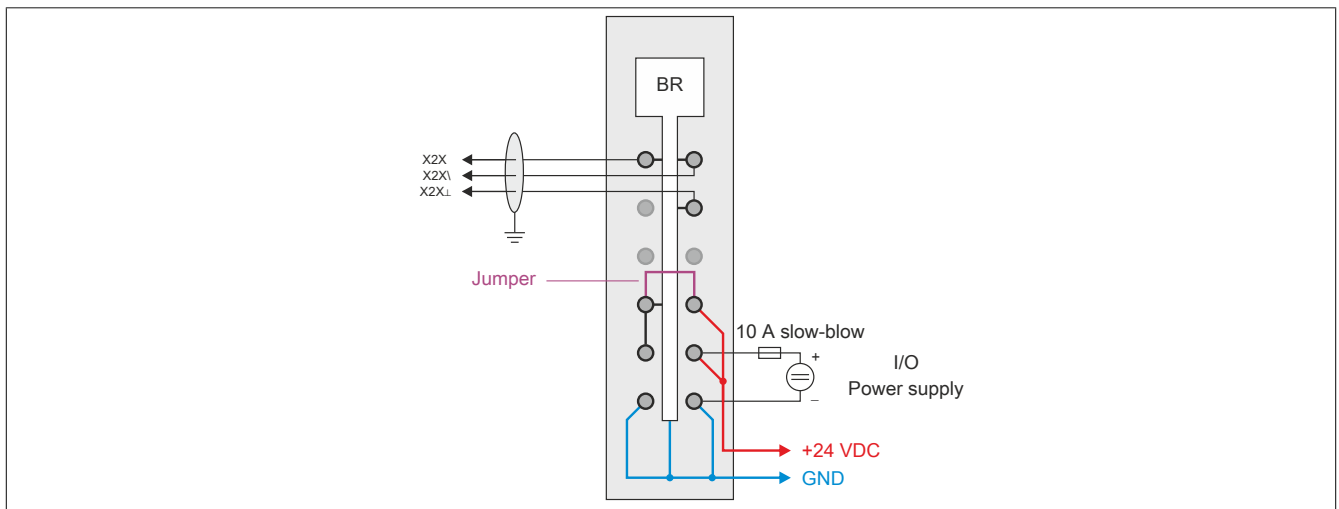 BR
X2X
X2X\
X2X⊥
Jumper
10 A slow-blow
+
I/O
Power supply
–
+24 VDC
GND